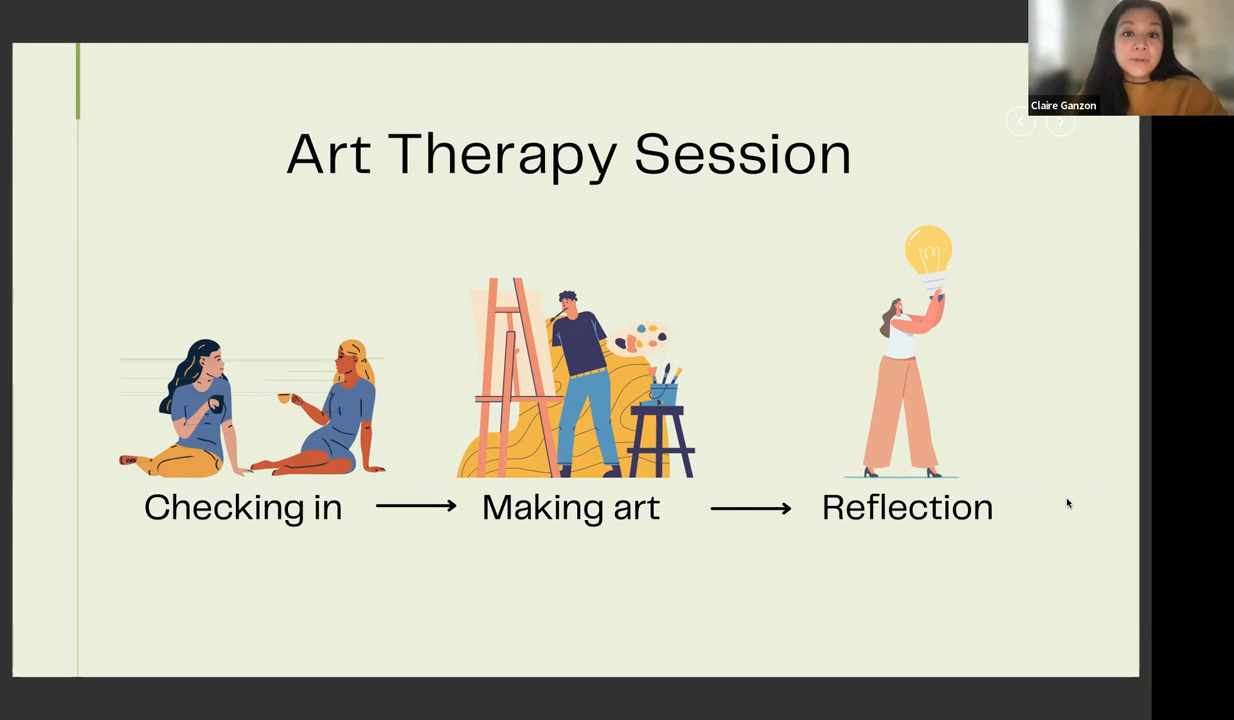 Claire Ganzon
Art Therapy Session
Checking in
Making art
Reflection